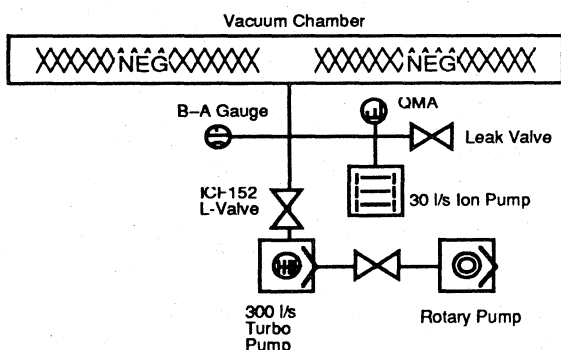 Vacuum Chamber
NEG NEG
QMA
B-A Gauge
Leak Valve
ICF152
L-Valve
30 l/s Ion Pump
300 l/s
Turbo
Pump
Rotary Pump